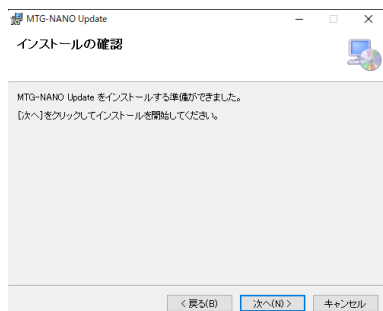 MTG-NANO Update
インストールの確認
MTG-NANO Update をインストールする準備ができました。
[次へ]をクリックしてインストールを開始してください。
< 戻る(B)
次へ(N) >
キャンセル